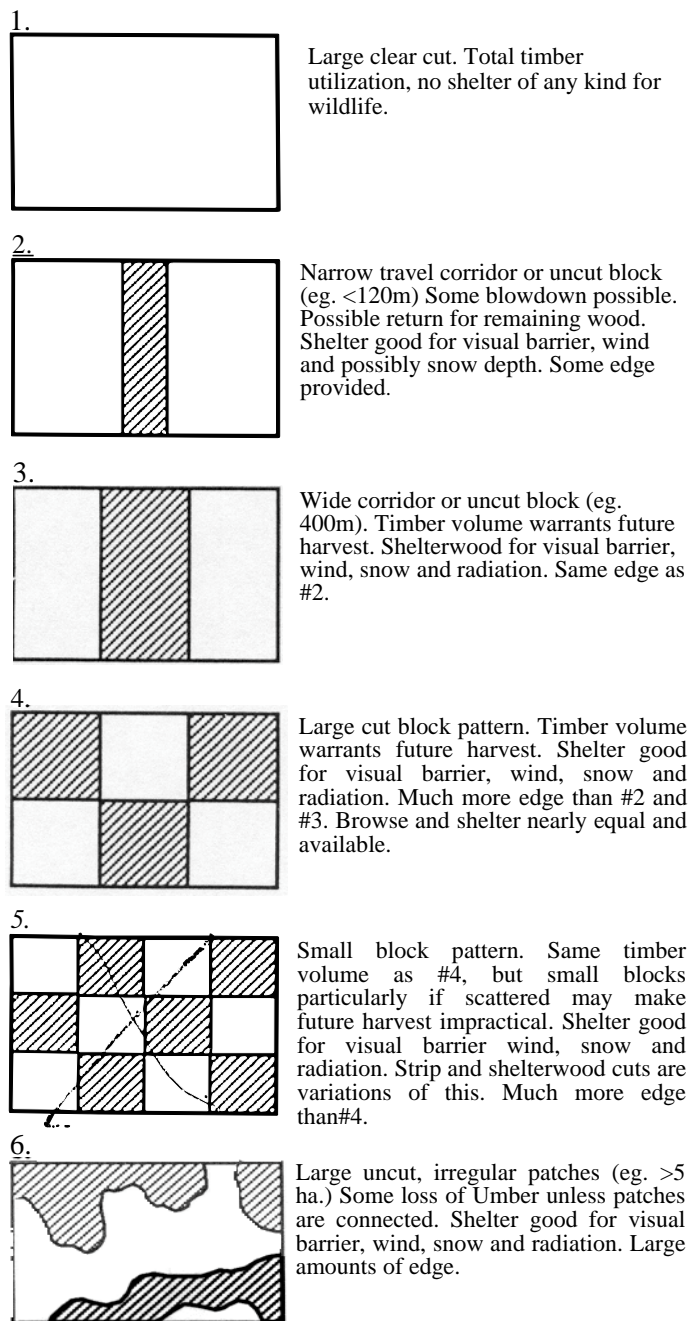 1.
Large clear cut. Total timber
utilization, no shelter of any kind for
wildlife.
2.
Narrow travel corridor or uncut block
(eg. <120m) Some blowdown possible.
Possible return for remaining wood.
Shelter good for visual barrier, wind
and possibly snow depth. Some edge
provided.
3.
Wide corridor or uncut block (eg.
400m). Timber volume warrants future
harvest. Shelterwood for visual barrier,
wind, snow and radiation. Same edge as
#2.
4.
Large cut block pattern. Timber volume
warrants future harvest. Shelter good
for visual barrier, wind, snow and
radiation. Much more edge than #2 and
#3. Browse and shelter nearly equal and
available.
5.
Small block pattern. Same timber
volume as #4, but small blocks
particularly if scattered may make
future harvest impractical. Shelter good
for visual barrier wind, snow and
radiation. Strip and shelterwood cuts are
variations of this. Much more edge
than#4.
6.
Large uncut, irregular patches (eg. >5
ha.) Some loss of Umber unless patches
are connected. Shelter good for visual
barrier, wind, snow and radiation. Large
amounts of edge.